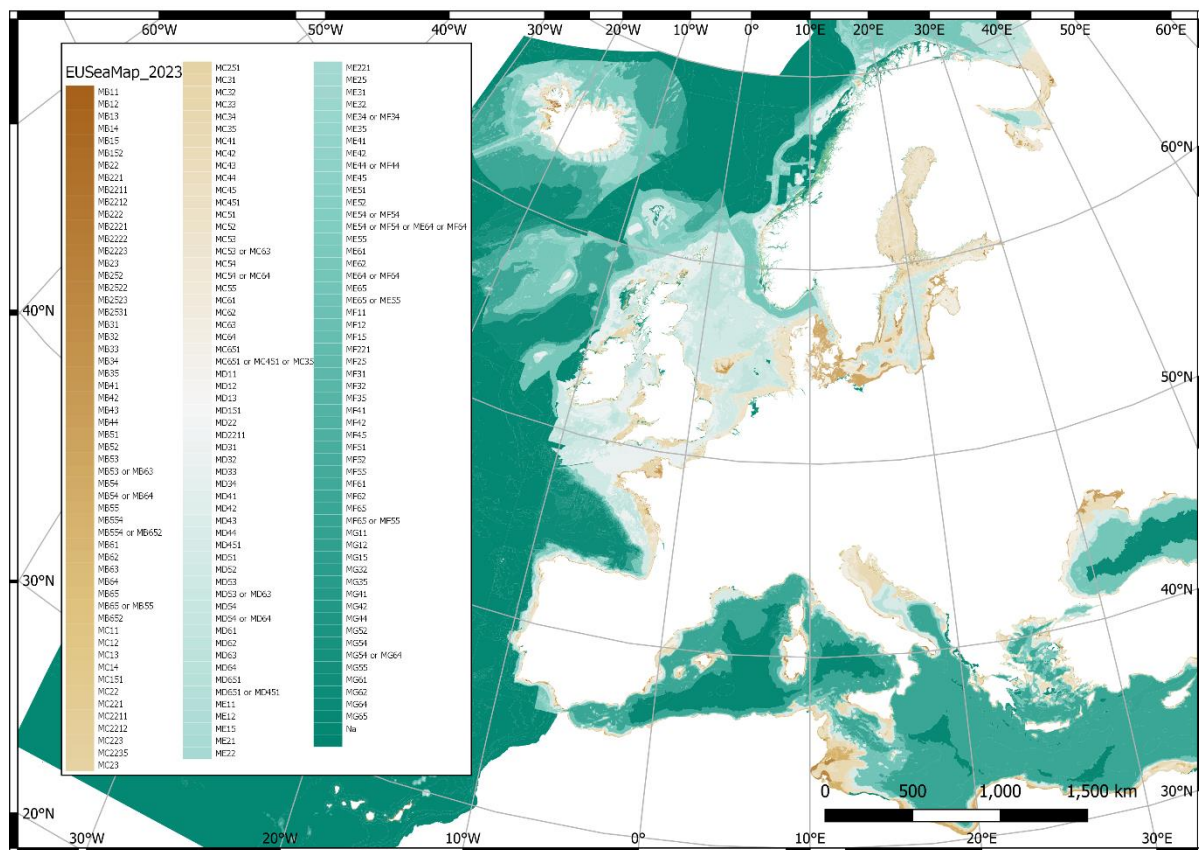 60°W 50°W 40°W 30°W 20°W 10°W 0° 10°E 20°E 30°E 40°E 50°E 60°E
EUSeaMap_2023
MB11
MB12
MB13
MB14
MB15
MB152
MB22
MB221
MB2211
MB2212
MB222
MB2221
MB2222
MB2223
MB23
MB252
MB2522
MB2523
MB2531
MB31
MB32
MB33
MB34
MB35
MB41
MB42
MB43
MB44
MB51
MB52
MB53
MB53 or MB63
MB54
MB54 or MB64
MB55
MB554
MB554 or MB652
MB61
MB62
MB63
MB64
MB65
MB65 or MB55
MB652
MC11
MC12
MC13
MC14
MC151
MC22
MC221
MC2211
MC2212
MC223
MC2235
MC23
MC251
MC31
MC32
MC33
MC34
MC35
MC41
MC42
MC43
MC44
MC45
MC451
MC51
MC52
MC53
MC53 or MC63
MC54
MC54 or MC64
MC55
MC61
MC62
MC63
MC64
MC651
MC651 or MC451 or MC35
MD11
MD12
MD13
MD151
MD22
MD2211
MD31
MD32
MD33
MD34
MD41
MD42
MD43
MD44
MD451
MD51
MD52
MD53
MD53 or MD63
MD54
MD54 or MD64
MD61
MD62
MD63
MD64
MD651
MD651 or MD451
ME11
ME12
ME15
ME21
ME22
ME221
ME25
ME31
ME32
ME34 or MF34
ME35
ME41
ME42
ME44 or MF44
ME45
ME51
ME52
ME54 or MF54
ME54 or MF54 or ME64 or MF64
ME55
ME61
ME62
ME64 or MF64
ME65
ME65 or ME55
MF11
MF12
MF15
MF221
MF25
MF31
MF32
MF35
MF41
MF42
MF45
MF51
MF52
MF55
MF61
MF62
MF65
MF65 or MF55
MG11
MG12
MG15
MG32
MG35
MG41
MG42
MG44
MG52
MG54
MG54 or MG64
MG55
MG61
MG62
MG64
MG65
Na
40°N
30°N
20°N
60°N
50°N
40°N
30°N
0 500 1,000 1,500 km
30°W 20°W 10°W 0° 10°E 20°E 30°E